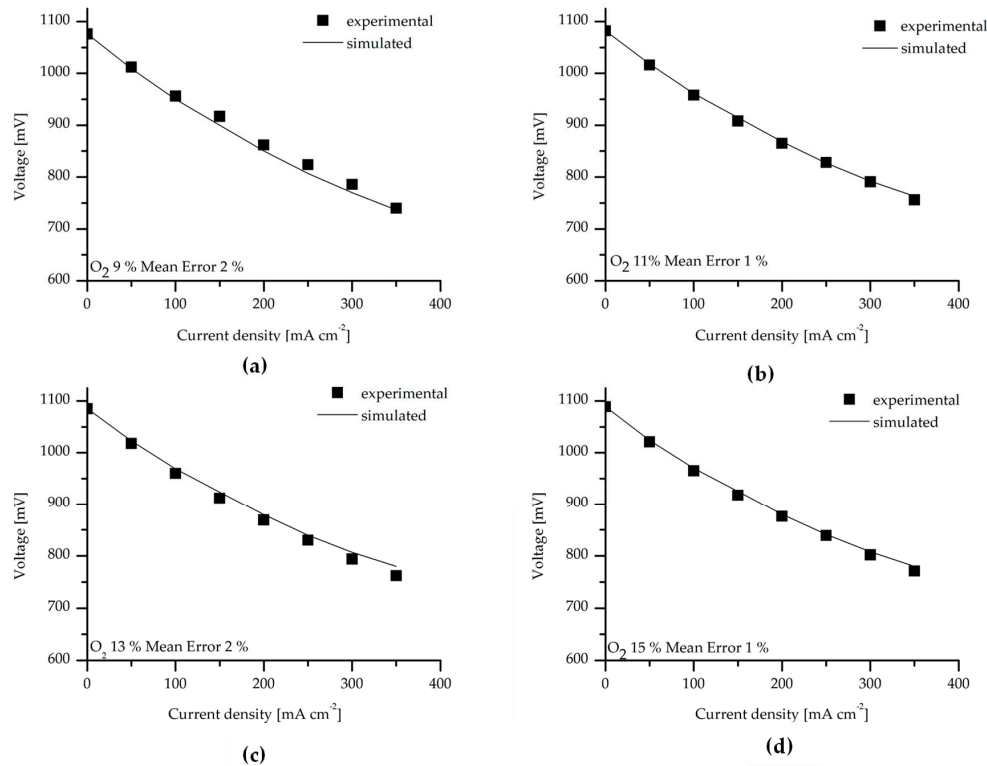 1100
1000
900
800
700
600
Voltage [mV]
experimental
simulated
O2 9 % Mean Error 2 %
0 100 200 300 400
Current density [mA cm-2]
(a)
1100
1000
900
800
700
600
Voltage [mV]
experimental
simulated
O2 11% Mean Error 1 %
0 100 200 300 400
Current density [mA cm-2]
(b)
1100
1000
900
800
700
600
Voltage [mV]
experimental
simulated
O2 13 % Mean Error 2 %
0 100 200 300 400
Current density [mA cm-2]
(c)
1100
1000
900
800
700
600
Voltage [mV]
experimental
simulated
O2 15 % Mean Error 1 %
0 100 200 300 400
Current density [mA cm-2]
(d)